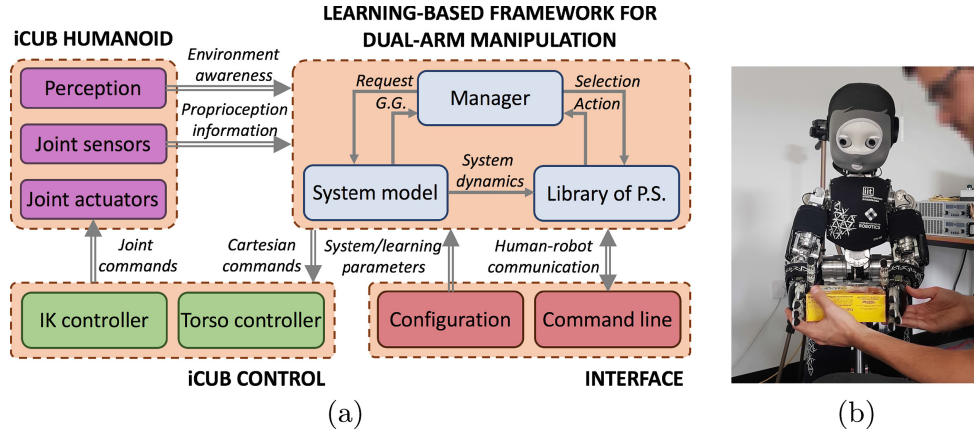 LEARNING-BASED FRAMEWORK FOR
DUAL-ARM MANIPULATION
iCUB HUMANOID
Environment
awareness
Perception
Proprioception
information
Joint sensors
Joint actuators
Request
G.G.
Manager
Selection
Action
System model
System
dynamics
Library of P.S.
Joint
commands
Cartesian
commands
System/learning
parameters
Human-robot
communication
IK controller
Torso controller
Configuration
Command line
iCUB CONTROL
INTERFACE
(a)
iit
ROBOTICS
(b)